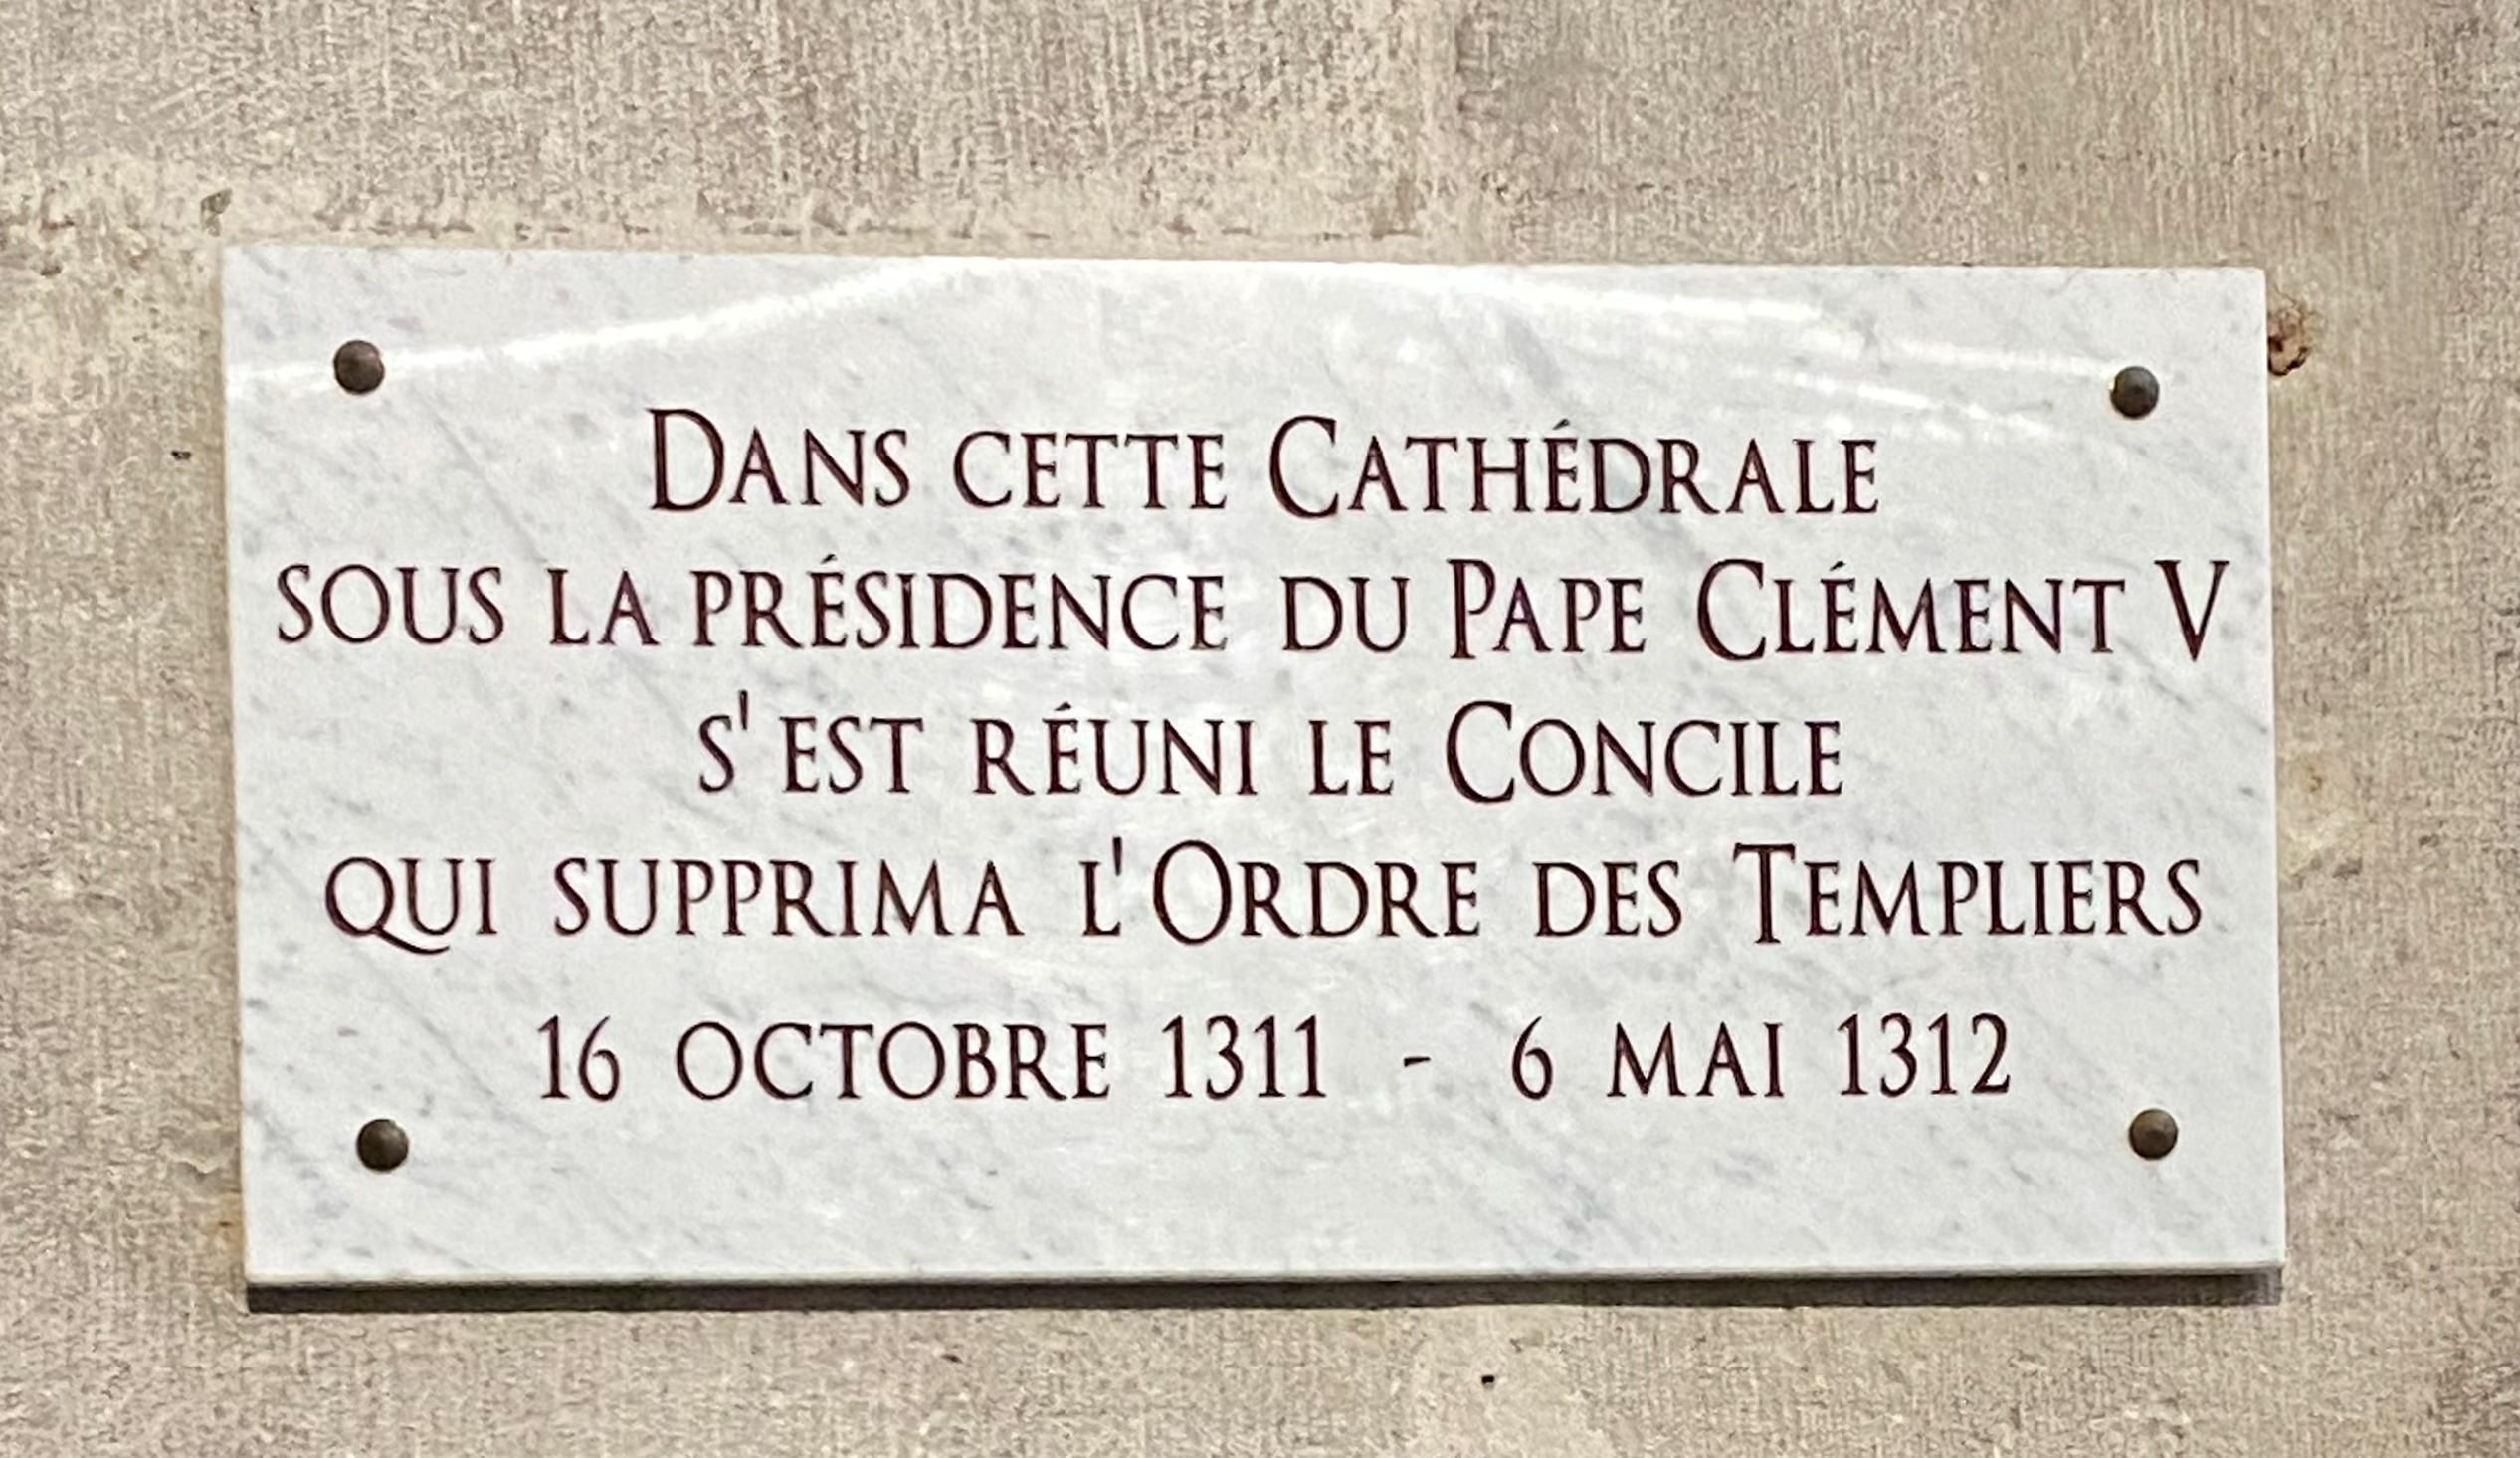 Dans cette Cathédrale
sous la présidence du Pape Clément V
s' est réuni le Concile
qui supprima l'Ordre des Templiers
16 octobre 1311 - 6 mai 1312